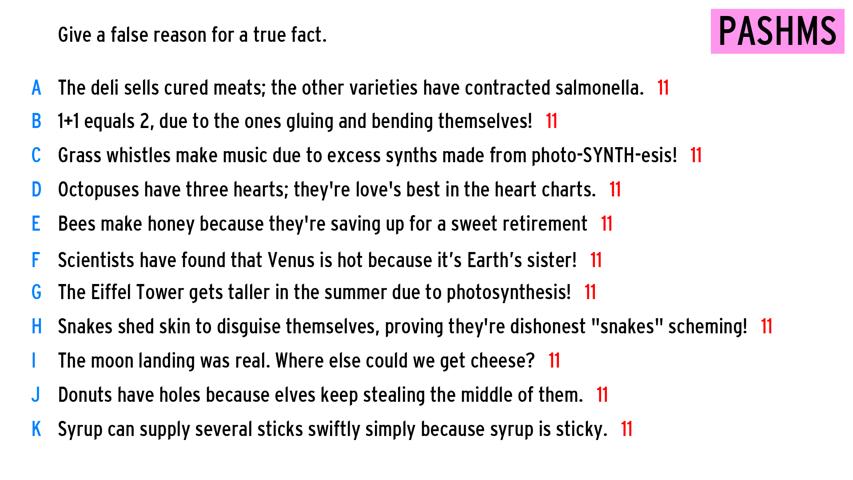 Give a false reason for a true fact.
PASHMS
A The deli sells cured meats; the other varieties have contracted salmonella. 11
B 1+1 equals 2, due to the ones gluing and bending themselves! 11
C Grass whistles make music due to excess synths made from photo-SYNTH-esis! 11
D Octopuses have three hearts; they're love's best in the heart charts. 11
E Bees make honey because they're saving up for a sweet retirement 11
F Scientists have found that Venus is hot because it’s Earth’s sister! 11
G The Eiffel Tower gets taller in the summer due to photosynthesis! 11
H Snakes shed skin to disguise themselves, proving they're dishonest "snakes" scheming! 11
I The moon landing was real. Where else could we get cheese? 11
J Donuts have holes because elves keep stealing the middle of them. 11
K Syrup can supply several sticks swiftly simply because syrup is sticky. 11